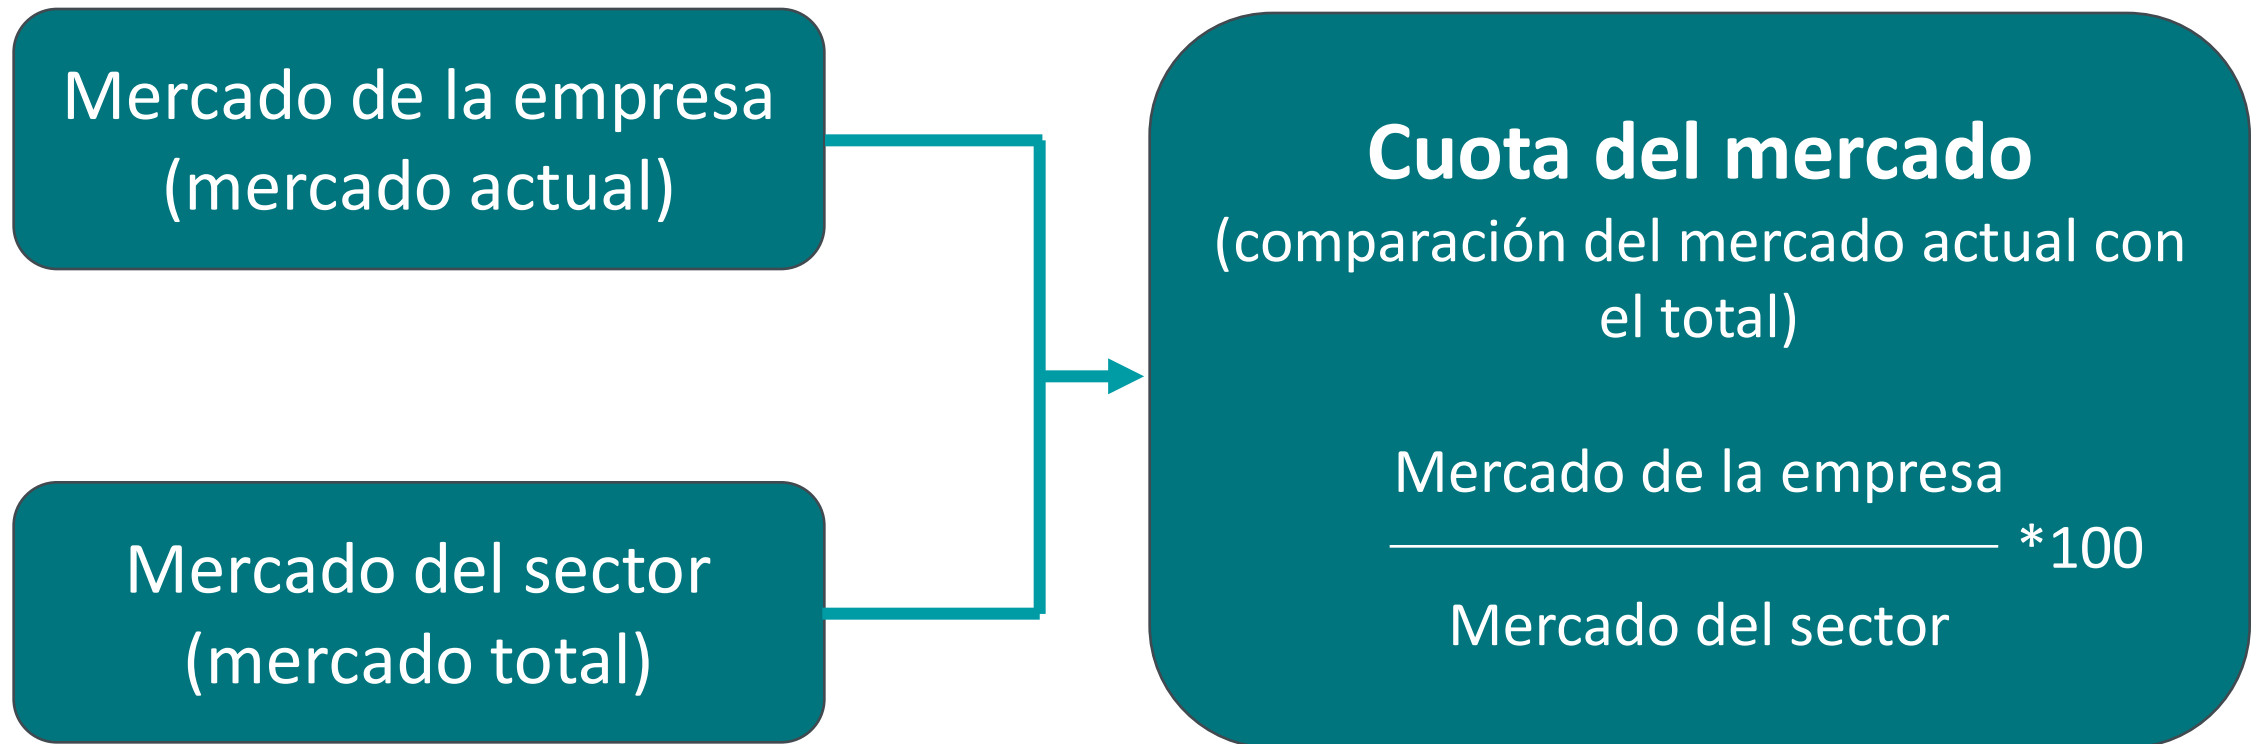 Mercado de la empresa
(mercado actual)
Mercado del sector
(mercado total)
Cuota del mercado
(comparación del mercado actual con
el total)
Mercado de la empresa
*100
Mercado del sector